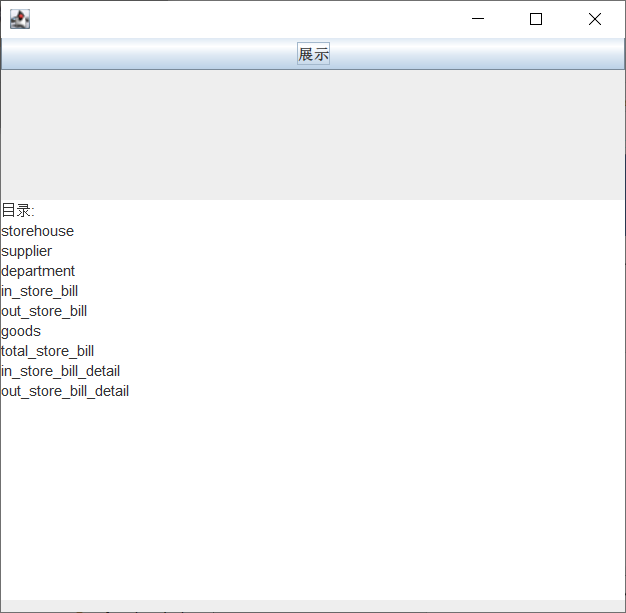 展示
目录:
storehouse
supplier
department
in_store_bill
out_store_bill
goods
total_store_bill
in_store_bill_detail
out_store_bill_detail